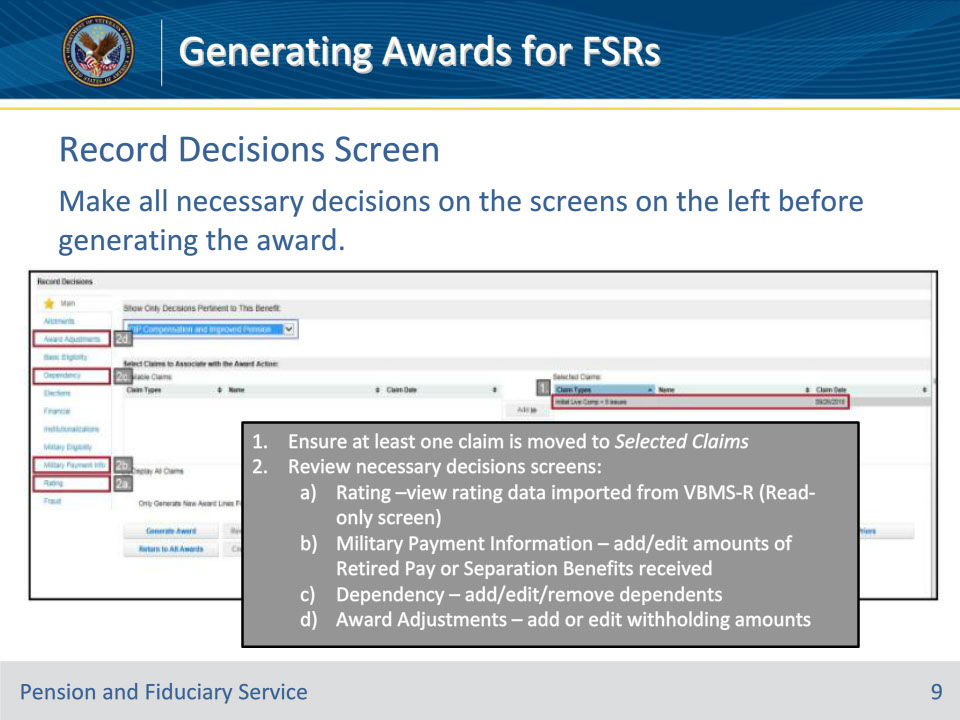 Generating Awards for FSRs
Record Decisions Screen
Make all necessary decisions on the screens on the left before
generating the award.
Record Decisions
Main
Allotments
Award Adjustments
2d.
Basic Eligibility
Dependency
2c.
Elections
Financial
Institutionalizations
Military Eligibility
Military Payment Info
2b.
Rating
2a.
Fraud
Show Only Decisions Pertinent to This Benefit:
Compensation and Improved Pension
Select Claims to Associate with the Award Action:
Claims:
Claim Types
Name
Claim Date
Add
1.
Selected Claims:
Claim Types
Name
Claim Date
Initial Live Comp < 8 issues
Display All Claims
Only Generate New Award Lines
Generate Award
Return to All Awards
1. Ensure at least one claim is moved to Selected Claims
2. Review necessary decisions screens:
a) Rating –view rating data imported from VBMS-R (Read-
only screen)
b) Military Payment Information – add/edit amounts of
Retired Pay or Separation Benefits received
c) Dependency – add/edit/remove dependents
d) Award Adjustments – add or edit withholding amounts
Pension and Fiduciary Service
9